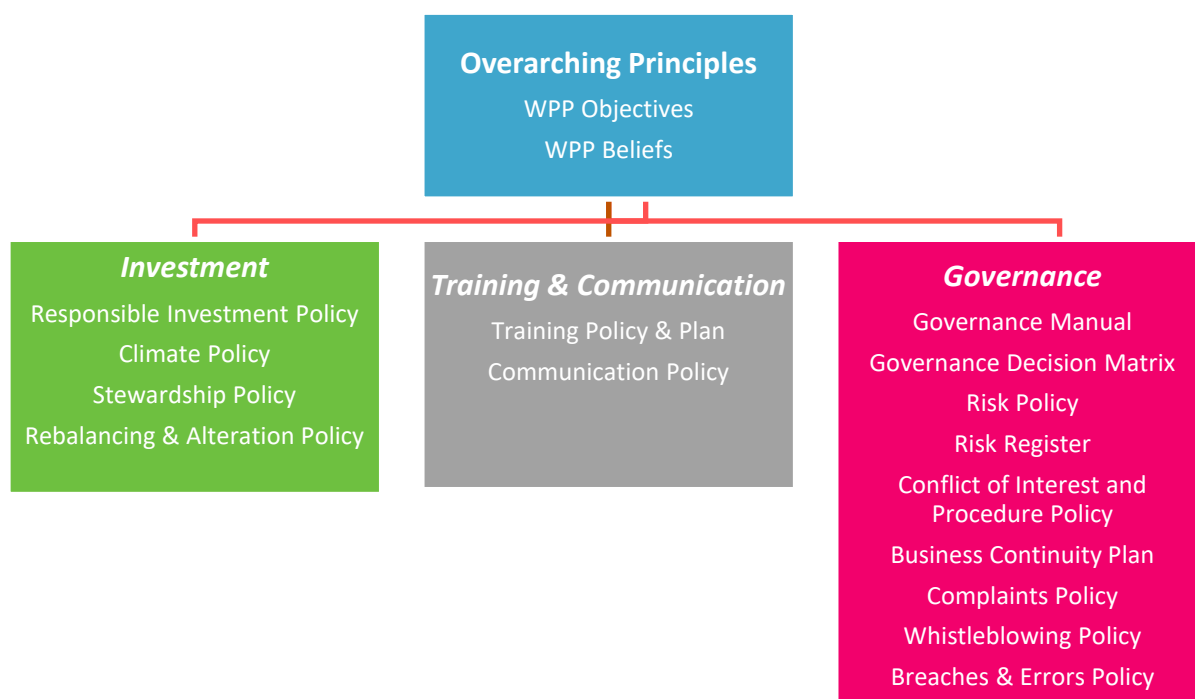 Overarching Principles
WPP Objectives
WPP Beliefs
Investment
Responsible Investment Policy
Climate Policy
Stewardship Policy
Rebalancing & Alteration Policy
Training & Communication
Training Policy & Plan
Communication Policy
Governance
Governance Manual
Governance Decision Matrix
Risk Policy
Risk Register
Conflict of Interest and
Procedure Policy
Business Continuity Plan
Complaints Policy
Whistleblowing Policy
Breaches & Errors Policy